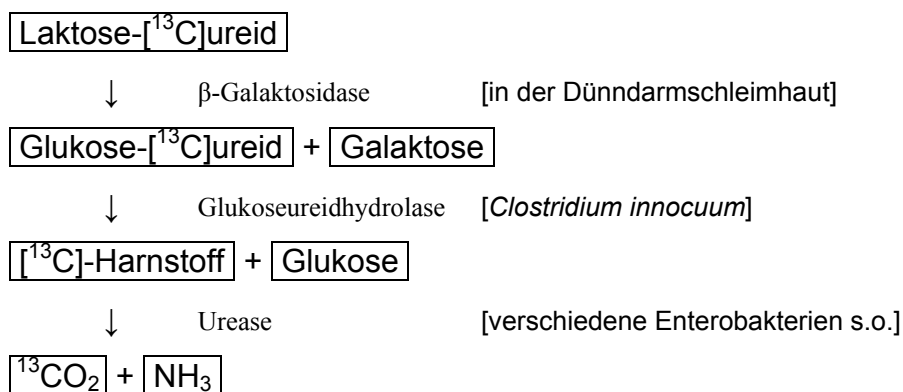 Laktose-[¹³C]ureid
↓ β-Galaktosidase [in der Dünndarmschleimhaut]
Glukose-[¹³C]ureid + Galaktose
↓ Glukoseureidhydrolase [Clostridium innocuum]
[¹³C]-Harnstoff + Glukose
↓ Urease [verschiedene Enterobakterien s.o.]
¹³CO₂ + NH₃